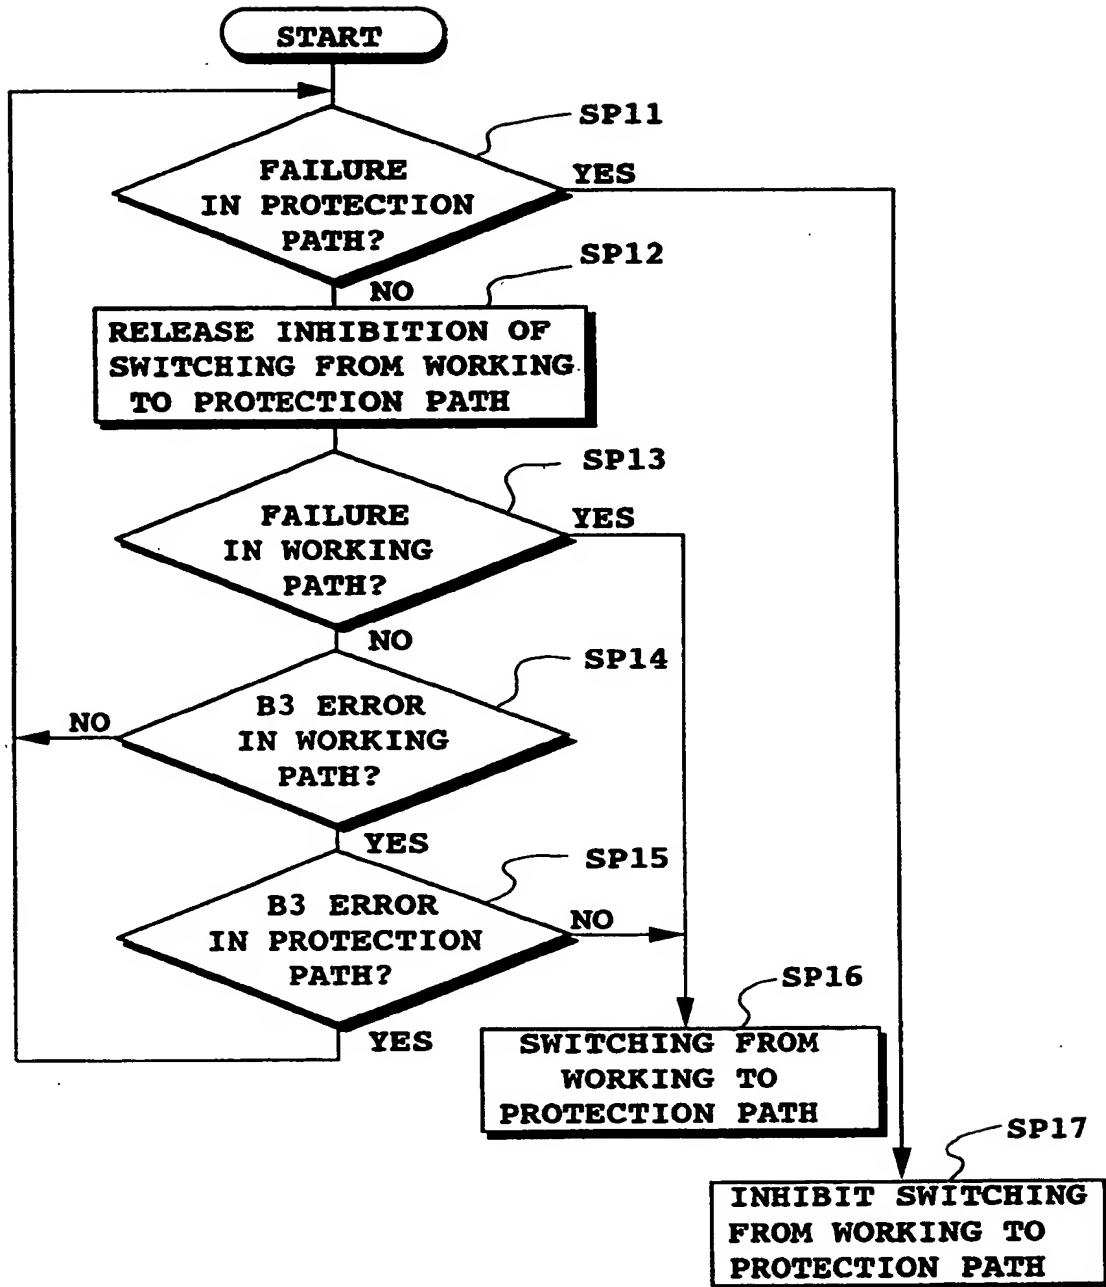 START
SP11
FAILURE
IN PROTECTION
PATH?
YES
SP12
NO
RELEASE INHIBITION OF
SWITCHING FROM WORKING
TO PROTECTION PATH
SP13
FAILURE
IN WORKING
PATH?
YES
NO
SP14
B3 ERROR
IN WORKING
PATH?
NO
YES
SP15
B3 ERROR
IN PROTECTION
PATH?
NO
YES
SP16
SWITCHING FROM
WORKING TO
PROTECTION PATH
SP17
INHIBIT SWITCHING
FROM WORKING TO
PROTECTION PATH